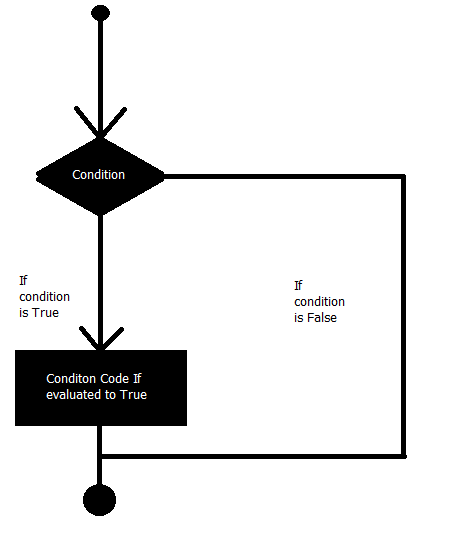 Condition
If
condition
is True
If
condition
is False
Conditon Code If
evaluated to True